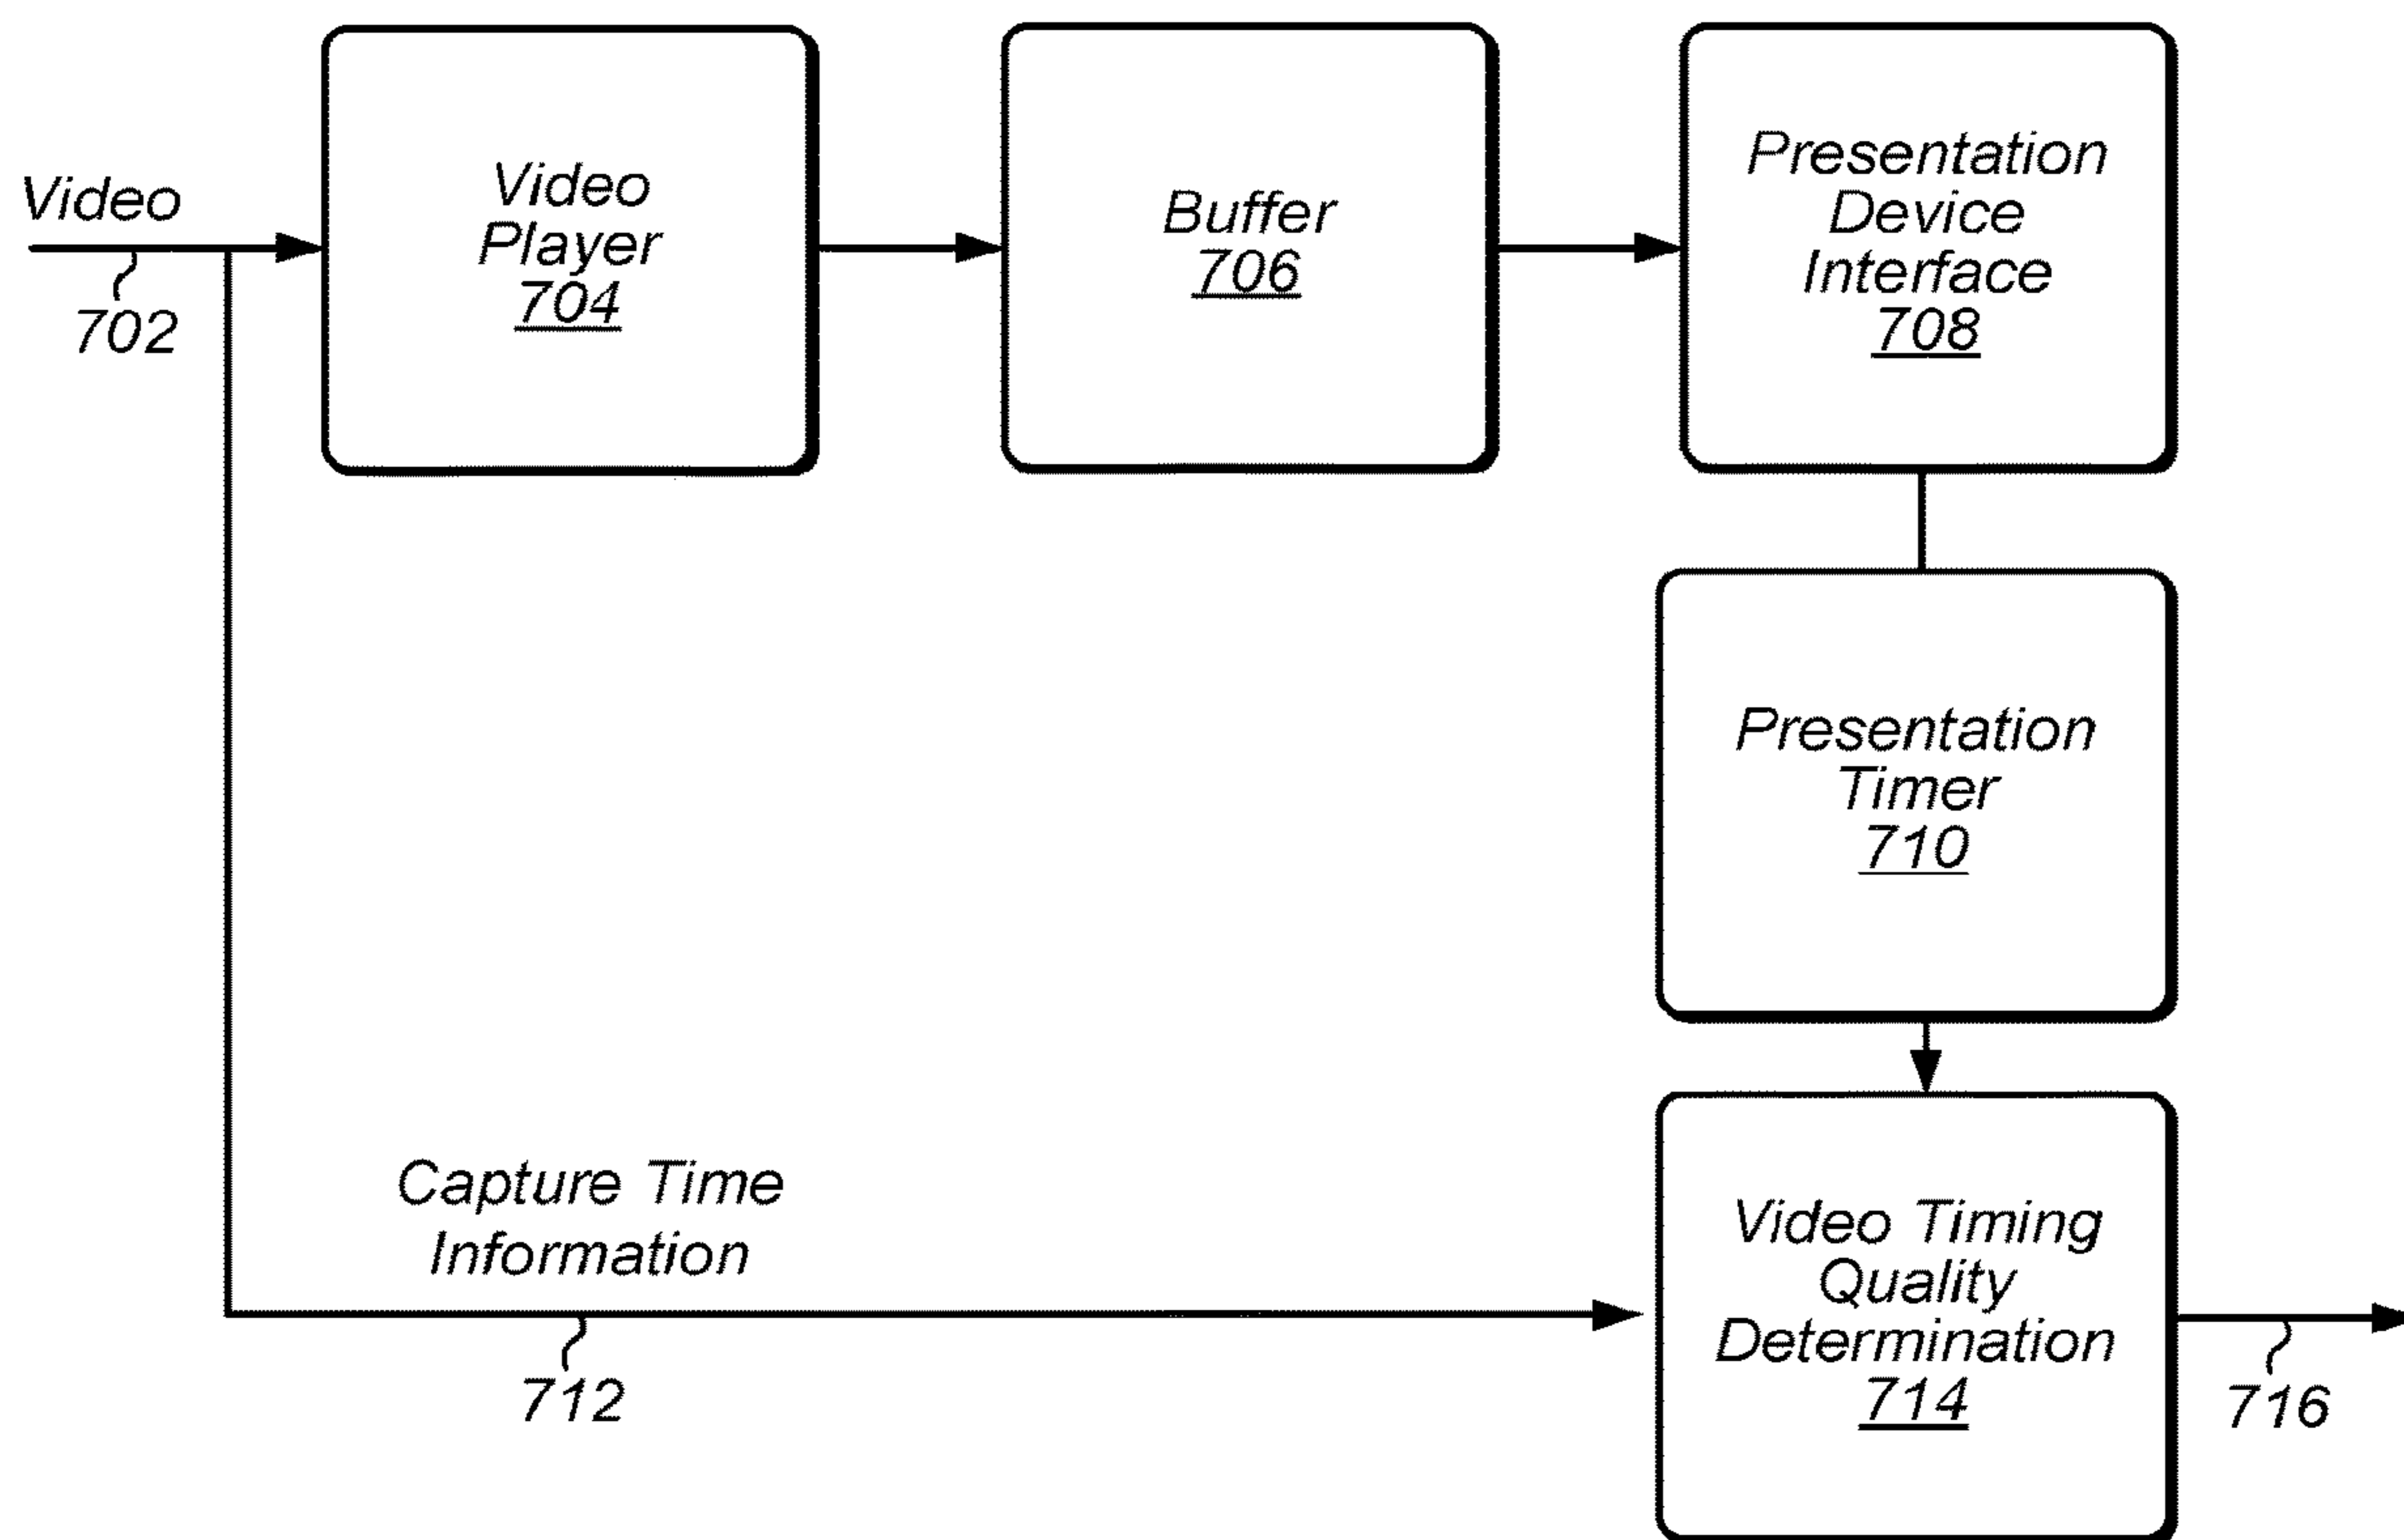 Video
702
Video
Player
704
Buffer
706
Presentation
Device
Interface
708
Presentation
Timer
710
Capture Time
Information
712
Video Timing
Quality
Determination
714
716